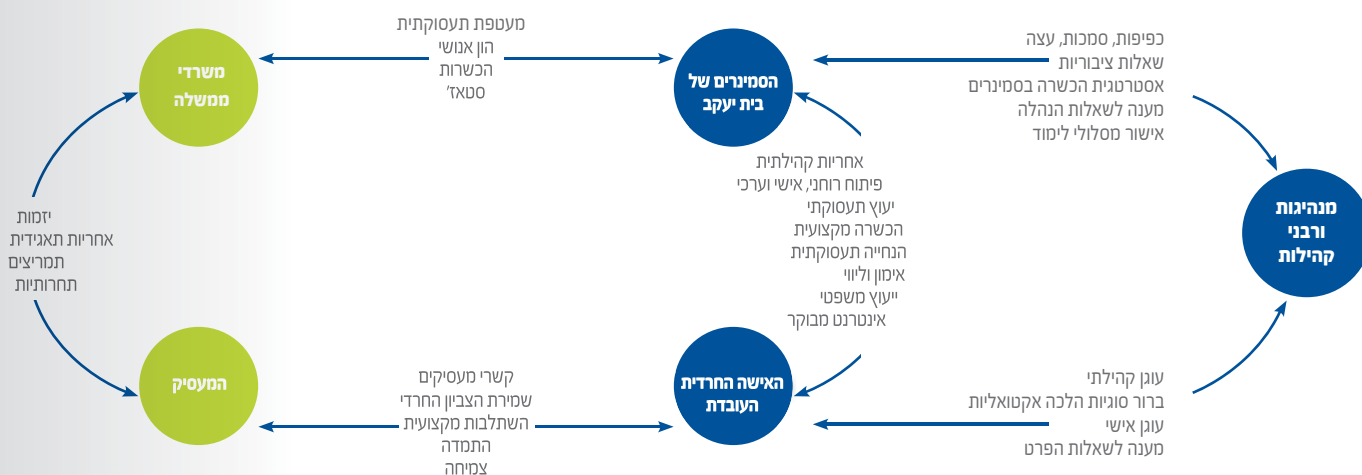 כפיפות, סמכות, עצה
שאלות ציבוריות
אסטרטגית הכשרה בסמינרים
מענה לשאלות הנהלה
אישור מסלולי לימוד
מנהיגות
ורבני
קהילות
עוגן קהילתי
ברור סוגיות הלכה אקטואליות
עוגן אישי
מענה לשאלות הפרט
הסמינרים של
בית יעקב
אחריות קהילתית
פיתוח רוחני, אישי וערכי
יעוץ תעסוקתי
הכשרה מקצועית
הנחייה תעסוקתית
אימון וליווי
ייעוץ משפטי
אינטרנט מבוקר
האישה החרדית
העובדת
מעטפת תעסוקתית
הון אנושי
הכשרות
סטאז'
קשרי מעסיקים
שמירת הצביון החרדי
השתלבות מקצועית
התמדה
צמיחה
משרדי
ממשלה
יזמות
אחריות תאגידית
תמריצים
תחרותיות
המעסיק